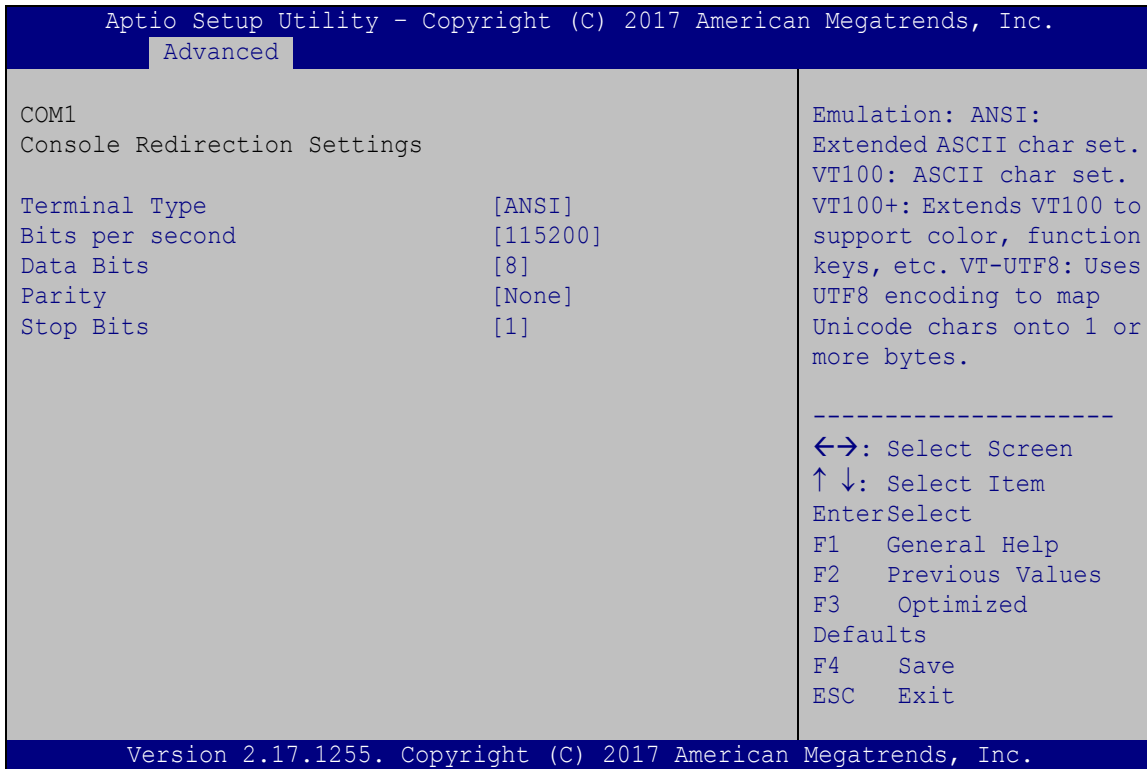 Aptio Setup Utility – Copyright (C) 2017 American Megatrends, Inc.
Advanced
COM1
Console Redirection Settings
Terminal Type [ANSI]
Bits per second [115200]
Data Bits [8]
Parity [None]
Stop Bits [1]
Emulation: ANSI:
Extended ASCII char set.
VT100: ASCII char set.
VT100+: Extends VT100 to
support color, function
keys, etc. VT-UTF8: Uses
UTF8 encoding to map
Unicode chars onto 1 or
more bytes.
---------------------
←→: Select Screen
↑ ↓: Select Item
EnterSelect
F1 General Help
F2 Previous Values
F3 Optimized
Defaults
F4 Save
ESC Exit
Version 2.17.1255. Copyright (C) 2017 American Megatrends, Inc.